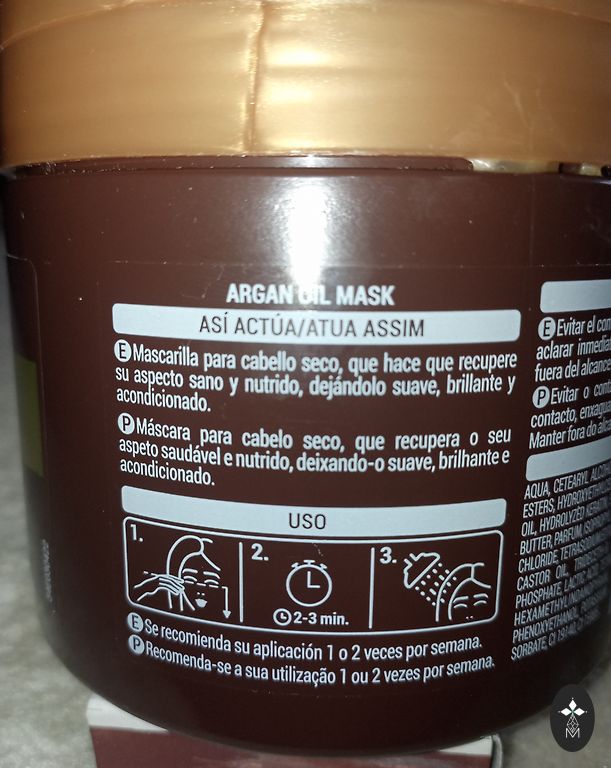 ARGAN OIL MASK
ASÍ ACTÚA/ATUA ASSIM
E Mascarilla para cabello seco, que hace que recupere
su aspecto sano y nutrido, dejándolo suave, brillante y
acondicionado.
P Máscara para cabelo seco, que recupera o seu
aspeto saudável e nutrido, deixando-o suave, brilhante e
acondicionado.
USO
1.
2.
3.
2-3 min.
E Se recomienda su aplicación 1 o 2 veces por semana.
P Recomenda-se a sua utilização 1 ou 2 vezes por semana.
E Evitar el
aclarar
fuera del alcance
P Evitar o
contacto,
Manter fora do
AQUA, CETEARYL
ESTERS,
OIL, HYDROLYZED
BUTTER, PARFUM,
CHLORIDE,
CASTOR OIL,
PHOSPHATE, LACTIC
PHENOXYETHANOL,
SORBATE, CI 19140,
M